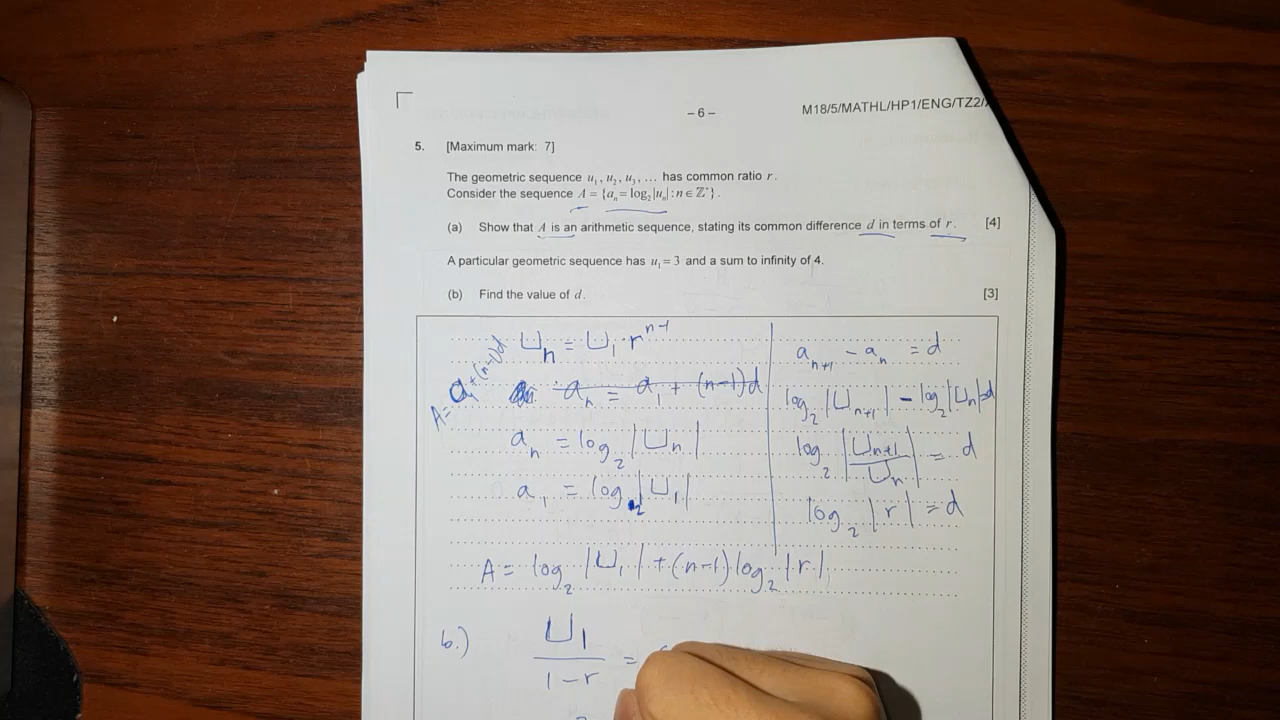 – 6 –
M18/5/MATHL/HP1/ENG/TZ2/
5. [Maximum mark: 7]
The geometric sequence u₁, u₂, u₃, … has common ratio r.
Consider the sequence A = {aₙ = log₂|uₙ| : n ∈ ℤ⁺}.
(a) Show that A is an arithmetic sequence, stating its common difference d in terms of r. [4]
A particular geometric sequence has u₁ = 3 and a sum to infinity of 4.
(b) Find the value of d. [3]
Uₙ = U₁ · rⁿ⁻¹
A = a₁ + (n-1)d
aₙ = a₁ + (n-1)d
aₙ = log₂ |Uₙ|
a₁ = log₂ |U₁|
aₙ₊₁ - aₙ = d
log₂ |Uₙ₊₁| - log₂ |Uₙ| = d
log₂ |Uₙ₊₁ / Uₙ| = d
log₂ |r| = d
A = log₂ |U₁| + (n-1) log₂ |r|
b.) U₁ / 1-r =